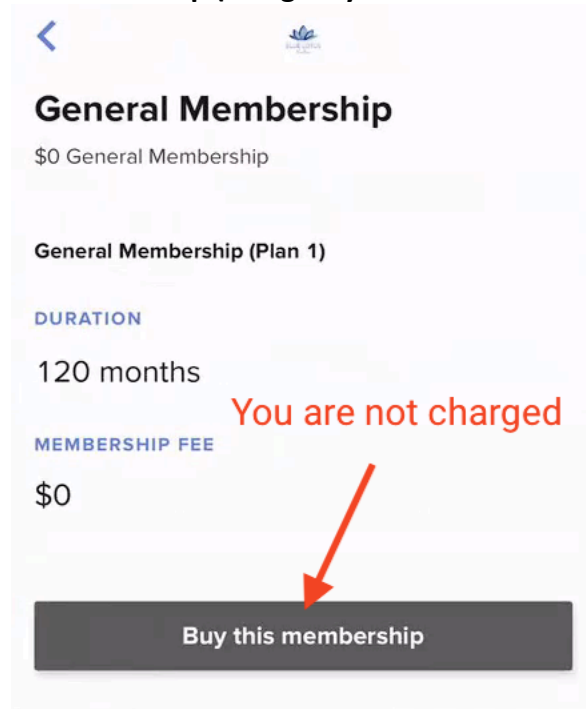 General Membership
$0 General Membership
General Membership (Plan 1)
DURATION
120 months
You are not charged
MEMBERSHIP FEE
$0
Buy this membership